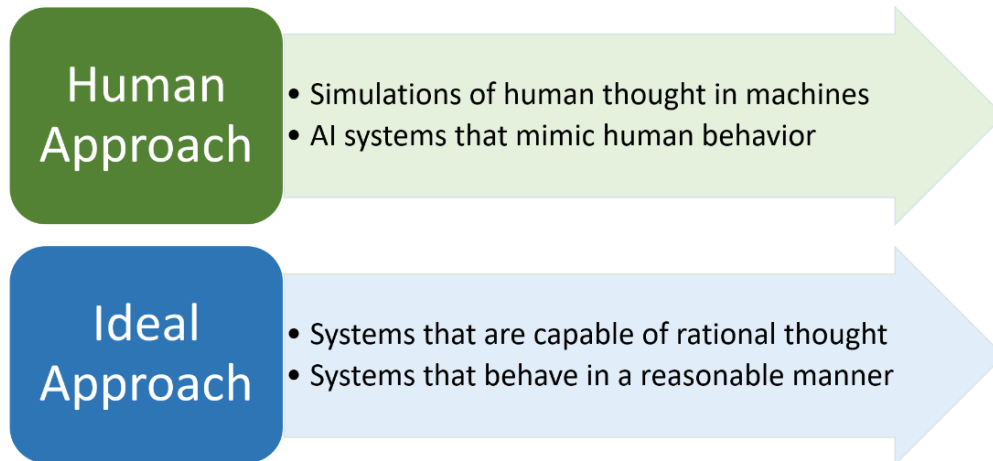 Human
Approach
• Simulations of human thought in machines
• AI systems that mimic human behavior
Ideal
Approach
• Systems that are capable of rational thought
• Systems that behave in a reasonable manner